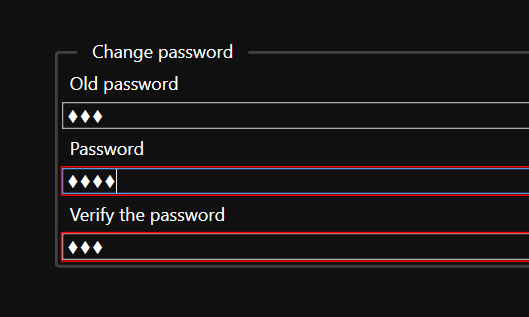 Change password
Old password
♦♦♦
Password
♦♦♦♦
Verify the password
♦♦♦